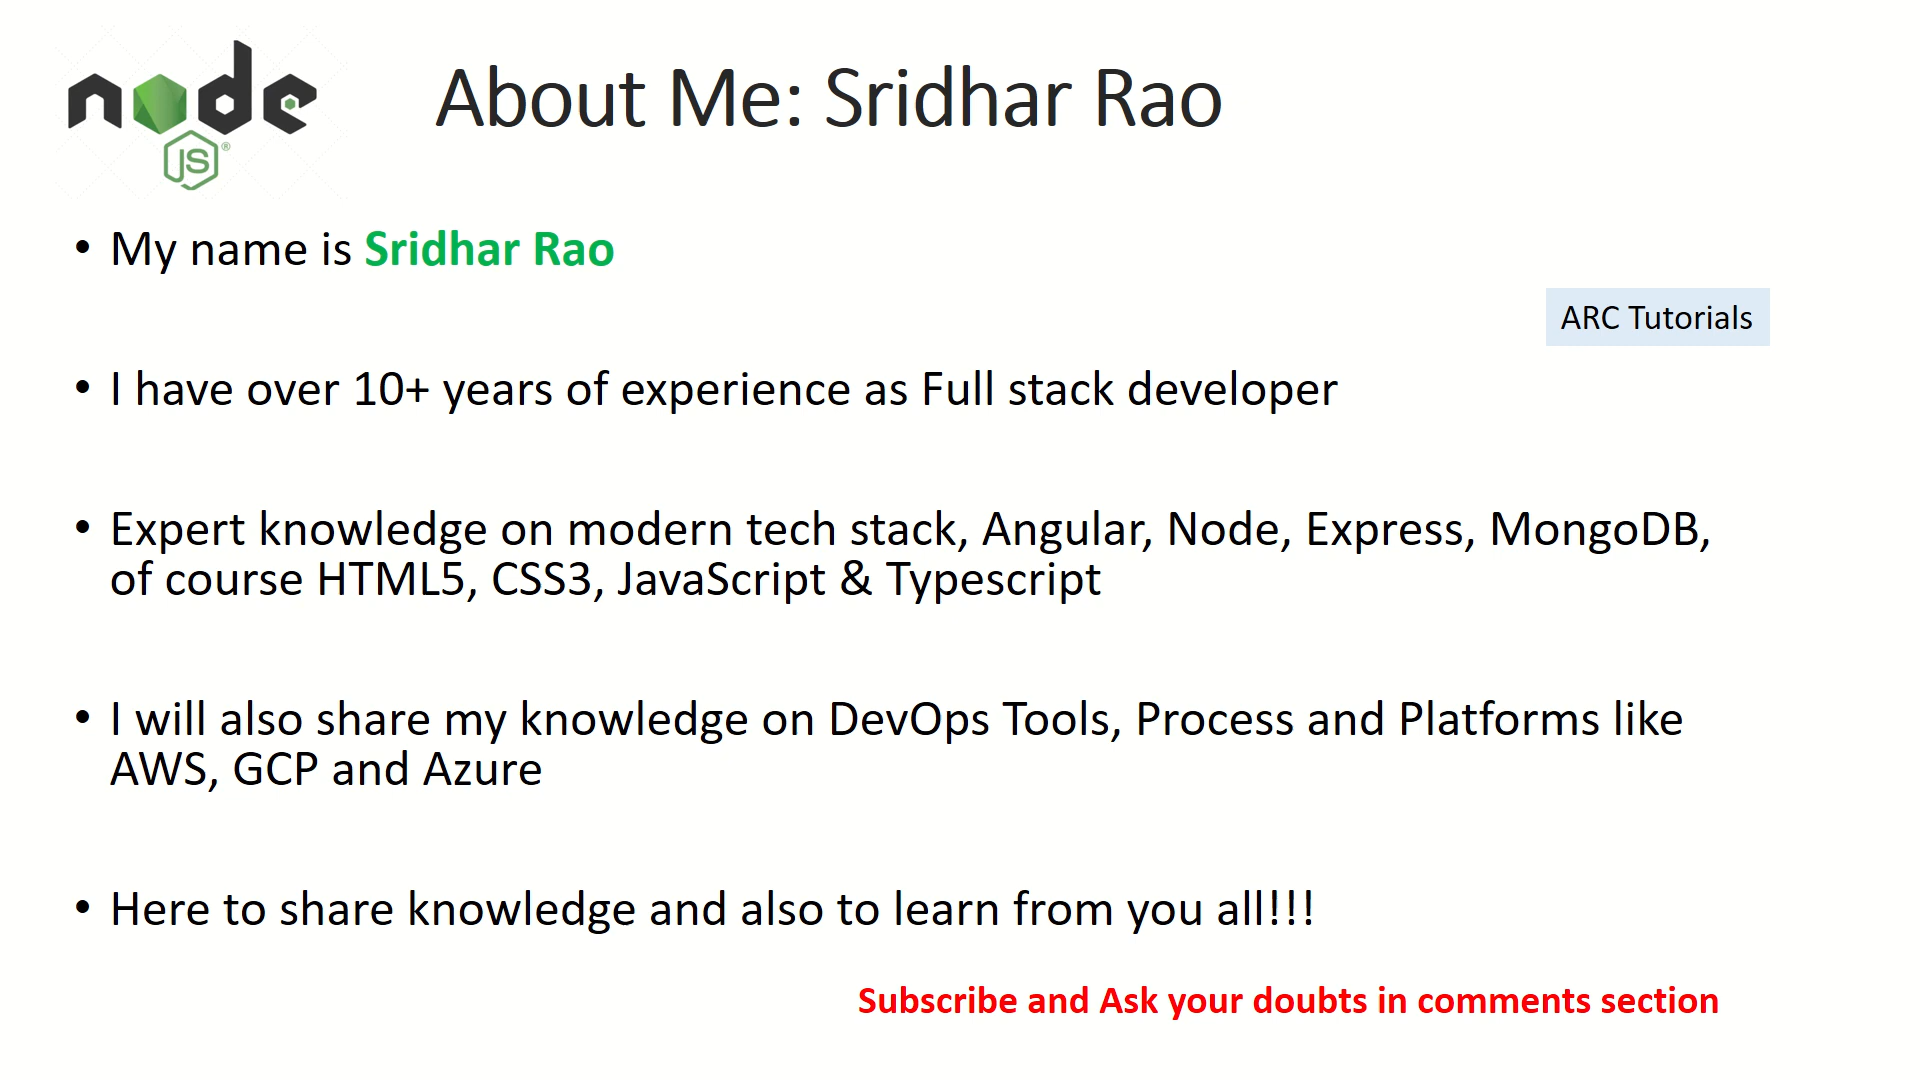 node
JS®
About Me: Sridhar Rao
• My name is Sridhar Rao
ARC Tutorials
• I have over 10+ years of experience as Full stack developer
• Expert knowledge on modern tech stack, Angular, Node, Express, MongoDB,
of course HTML5, CSS3, JavaScript & Typescript
• I will also share my knowledge on DevOps Tools, Process and Platforms like
AWS, GCP and Azure
• Here to share knowledge and also to learn from you all!!!
Subscribe and Ask your doubts in comments section